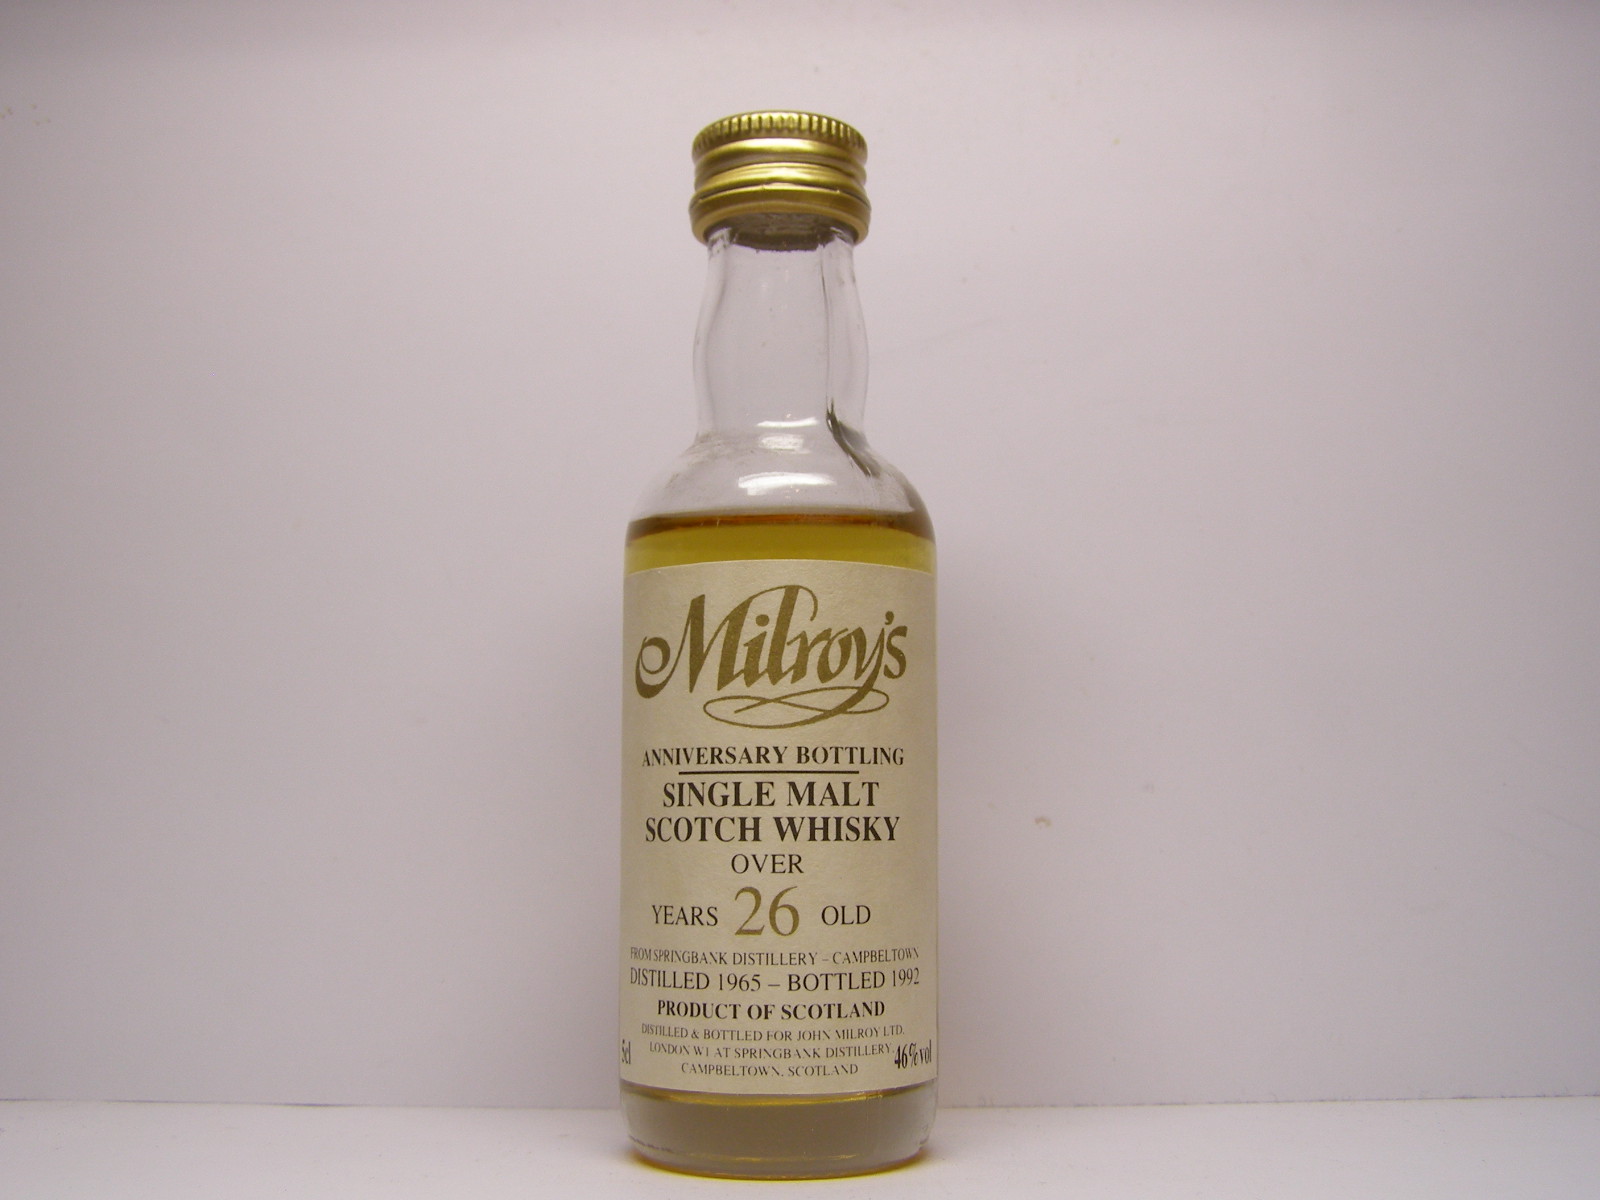 Milroy's
ANNIVERSARY BOTTLING
SINGLE MALT
SCOTCH WHISKY
OVER
YEARS 26 OLD
FROM SPRINGBANK DISTILLERY – CAMPBELTOWN
DISTILLED 1965 – BOTTLED 1992
PRODUCT OF SCOTLAND
DISTILLED & BOTTLED FOR JOHN MILROY LTD.
LONDON W1 AT SPRINGBANK DISTILLERY.
5cl 46%vol
CAMPBELTOWN. SCOTLAND